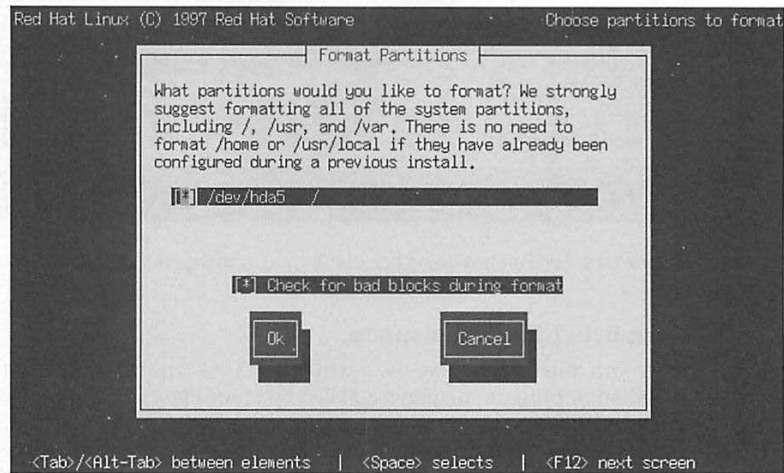 Red Hat Linux (C) 1997 Red Hat Software Choose partitions to format
Format Partitions
What partitions would you like to format? We strongly
suggest formatting all of the system partitions,
including /, /usr, and /var. There is no need to
format /home or /usr/local if they have already been
configured during a previous install.
[*] /dev/hda5 /
[*] Check for bad blocks during format
Ok Cancel
<Tab>/<Alt-Tab> between elements | <Space> selects | <F12> next screen